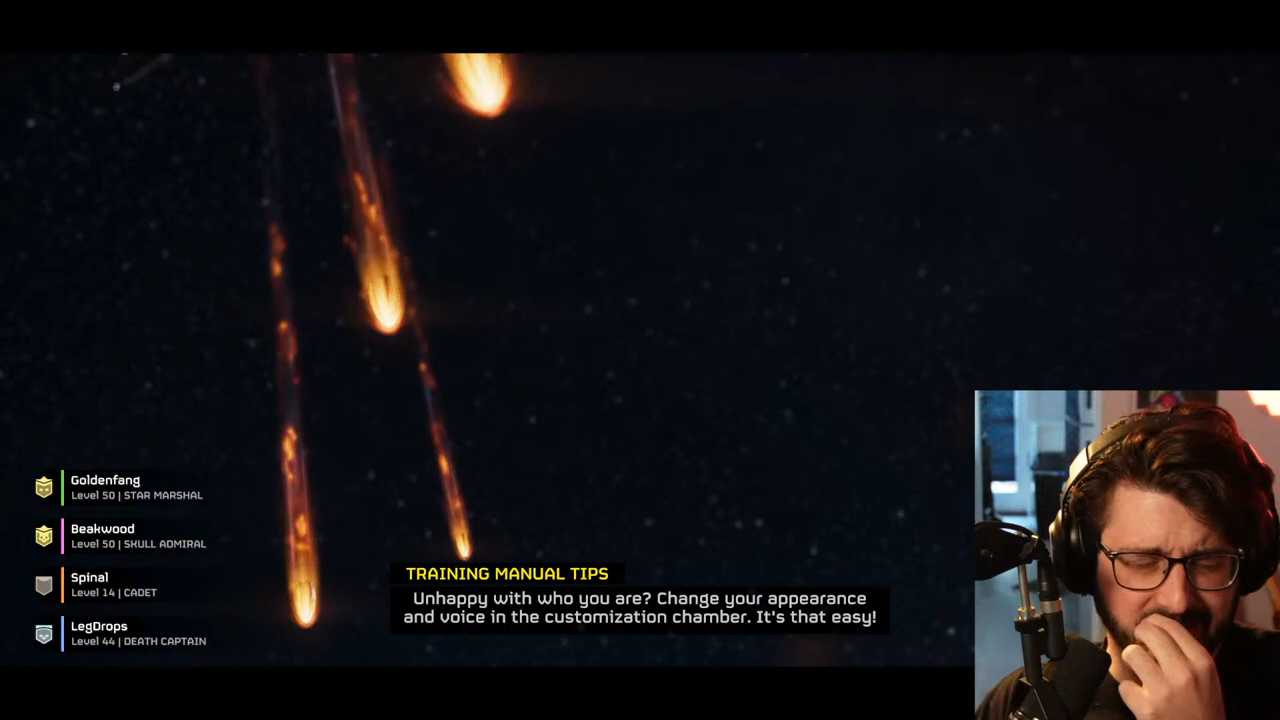 Goldenfang
Level 50 | STAR MARSHAL
Beakwood
Level 50 | SKULL ADMIRAL
Spinal
Level 14 | CADET
LegDrops
Level 44 | DEATH CAPTAIN
TRAINING MANUAL TIPS
Unhappy with who you are? Change your appearance
and voice in the customization chamber. It's that easy!